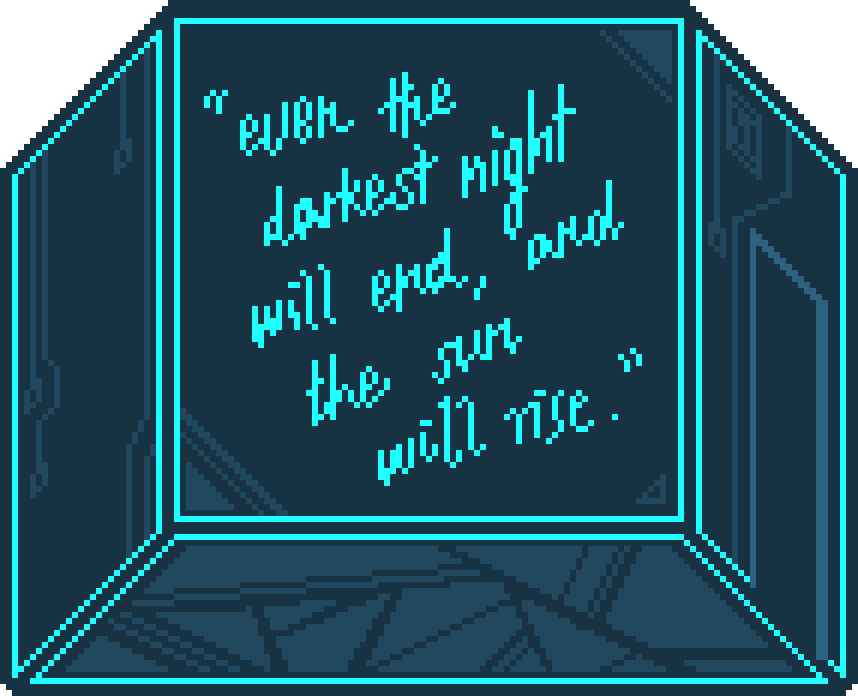 "even the
darkest night
will end, and
the sun
will rise."